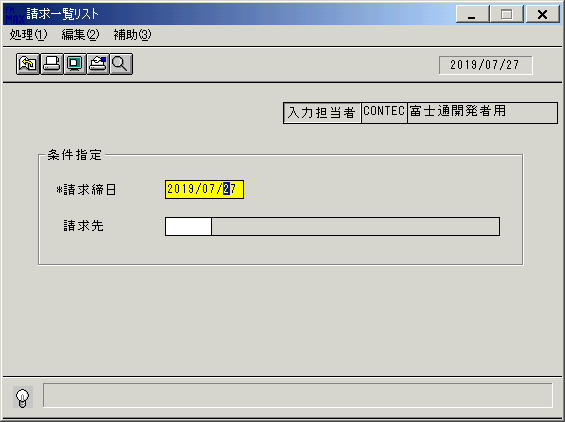 請求一覧リスト
処理(1) 編集(2) 補助(3)
2019/07/27
入力担当者 CONTEC 富士通開発者用
条件指定
*請求締日 2019/07/27
請求先